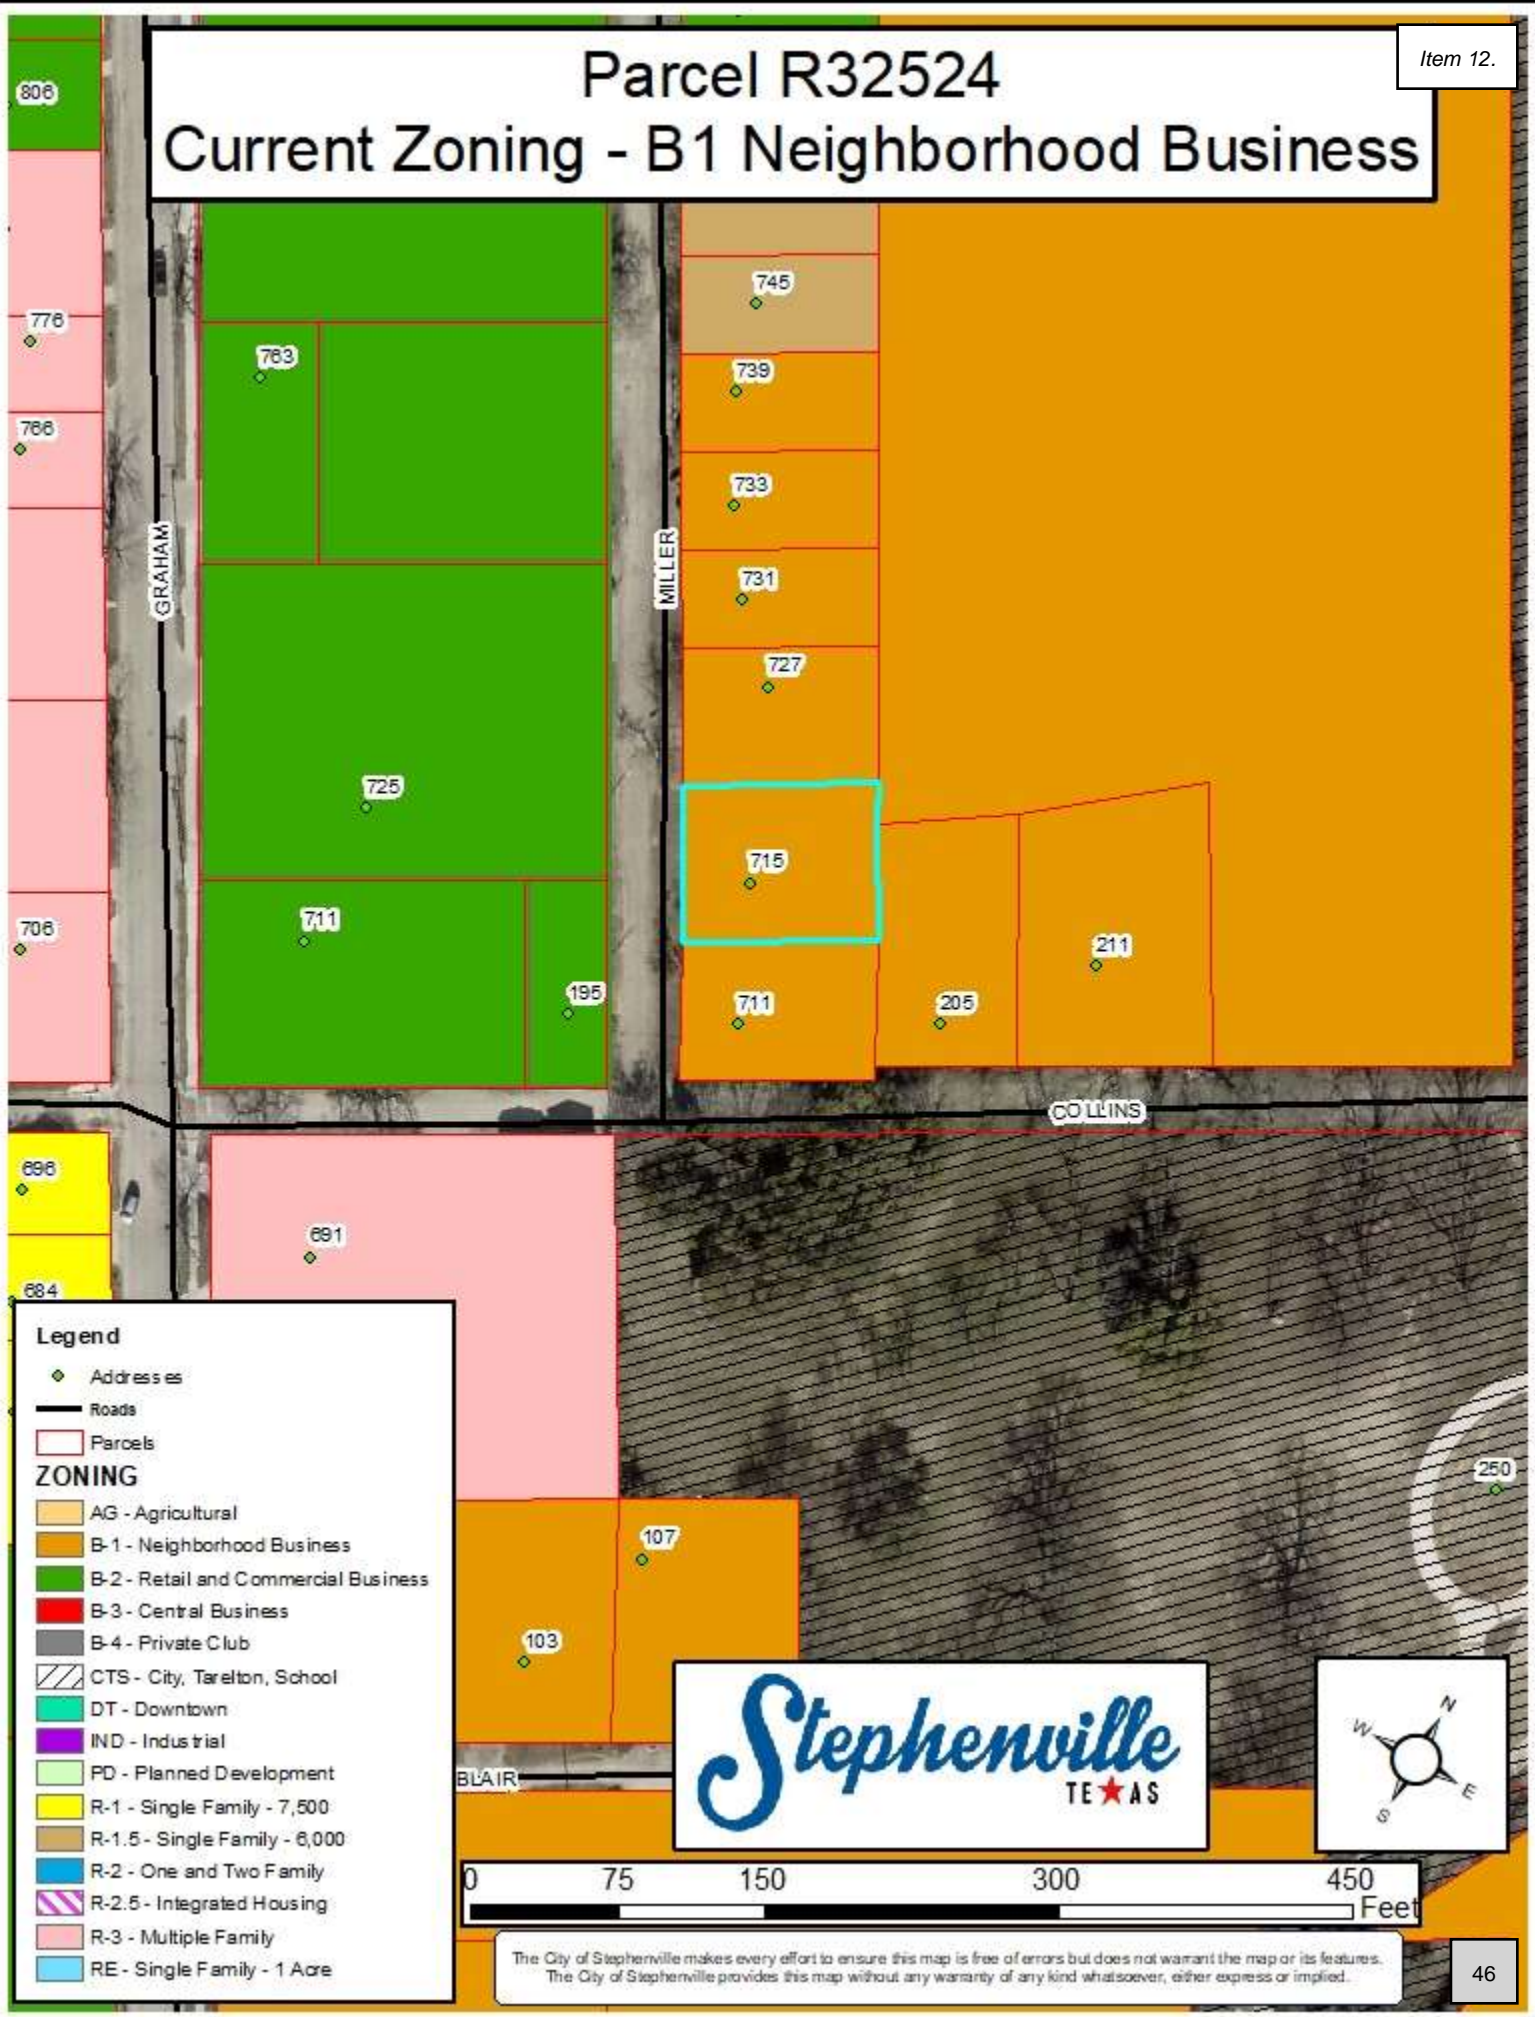 Item 12.
Parcel R32524
Current Zoning - B1 Neighborhood Business
806
745
776
763
739
766
733
GRAHAM
MILLER
731
727
725
715
706
711
211
195
711
205
COLLINS
696
691
684
250
107
103
BLAIR
Legend
Addresses
Roads
Parcels
ZONING
AG - Agricultural
B-1 - Neighborhood Business
B-2 - Retail and Commercial Business
B-3 - Central Business
B-4 - Private Club
CTS - City, Tarelton, School
DT - Downtown
IND - Industrial
PD - Planned Development
R-1 - Single Family - 7,500
R-1.5 - Single Family - 6,000
R-2 - One and Two Family
R-2.5 - Integrated Housing
R-3 - Multiple Family
RE - Single Family - 1 Acre
Stephenville
TEXAS
N
W
E
S
0 75 150 300 450
Feet
The City of Stephenville makes every effort to ensure this map is free of errors but does not warrant the map or its features.
The City of Stephenville provides this map without any warranty of any kind whatsoever, either express or implied.
46